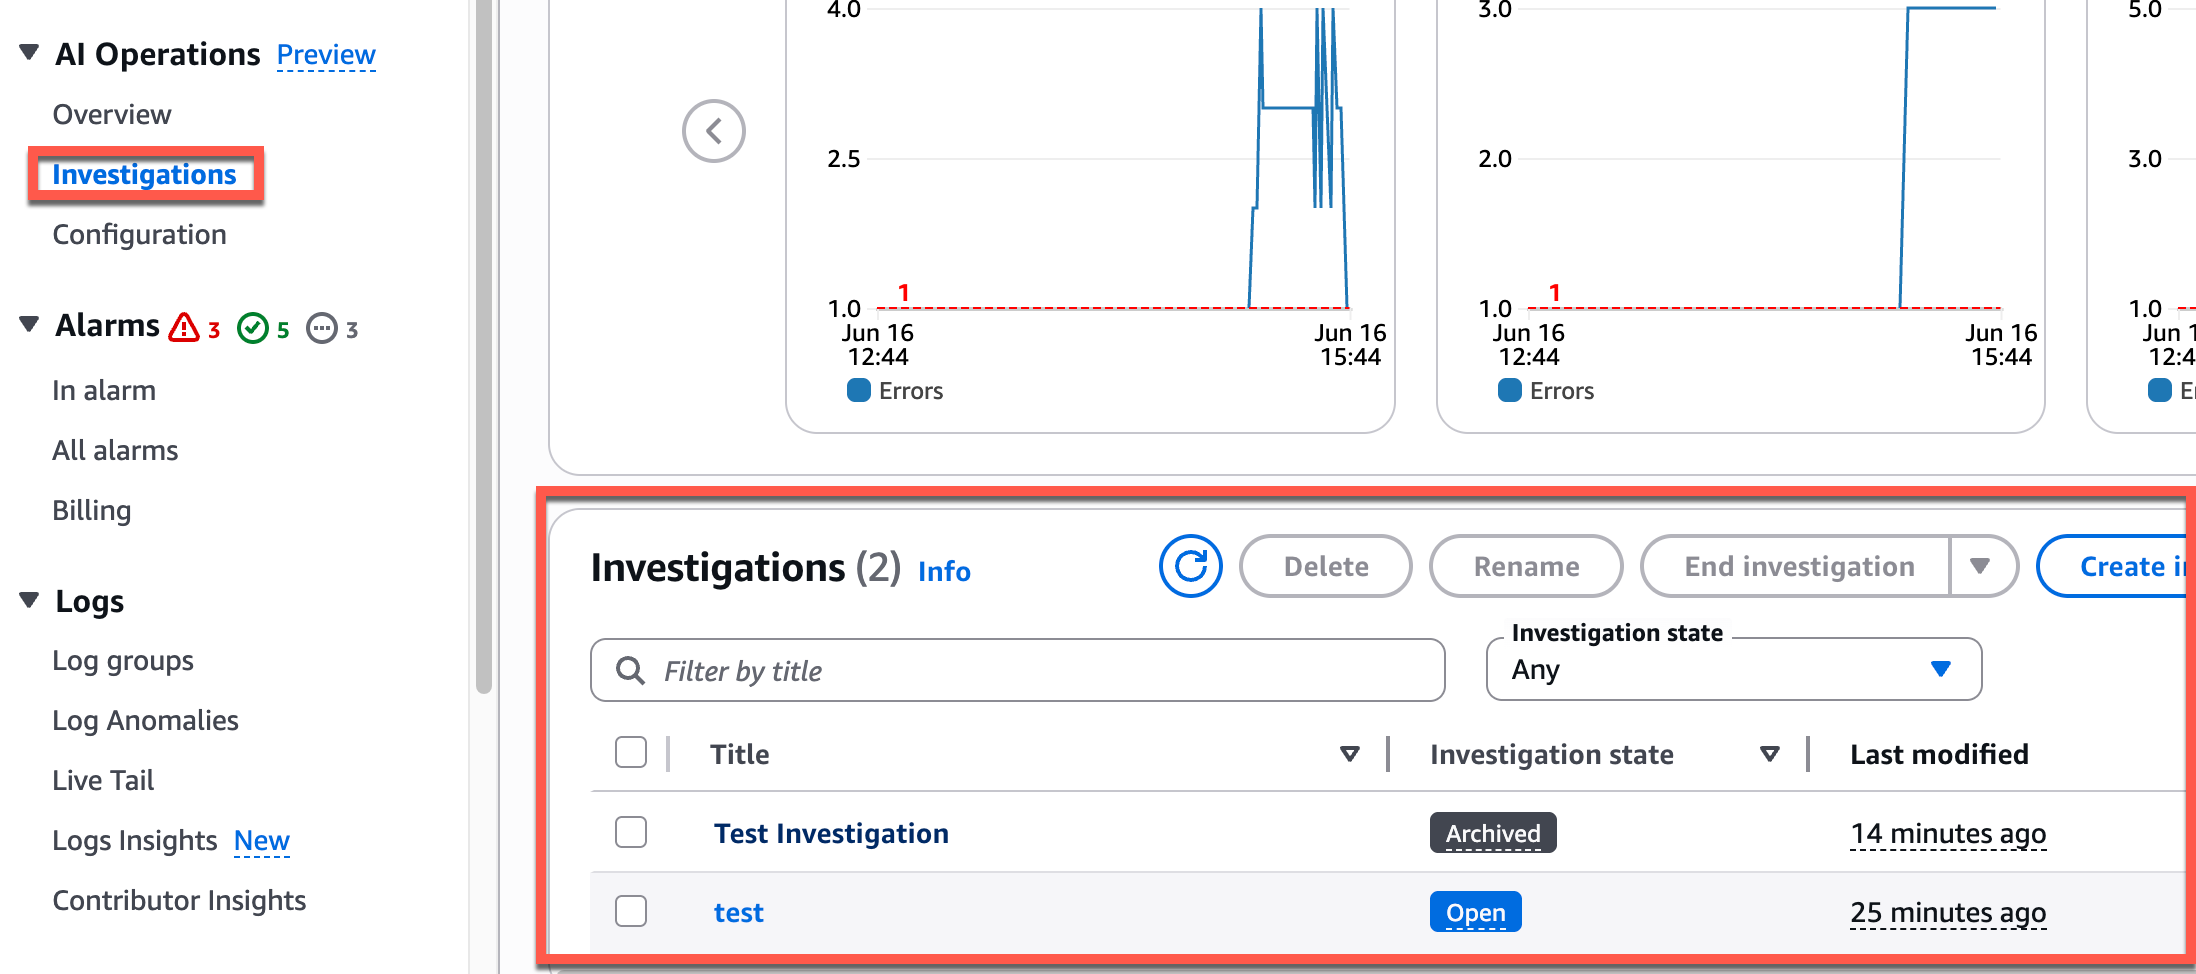 AI Operations Preview
Overview
Investigations
Configuration
Alarms 3 5 3
In alarm
All alarms
Billing
Logs
Log groups
Log Anomalies
Live Tail
Logs Insights New
Contributor Insights
4.0
2.5
1.0
1
Jun 16
12:44
Jun 16
15:44
Errors
3.0
2.0
1.0
1
Jun 16
12:44
Jun 16
15:44
Errors
5.0
3.0
1.0
Jun 1
12:4
Investigations (2) Info
Delete
Rename
End investigation
Create i
Filter by title
Investigation state
Any
Title Investigation state Last modified
Test Investigation Archived 14 minutes ago
test Open 25 minutes ago